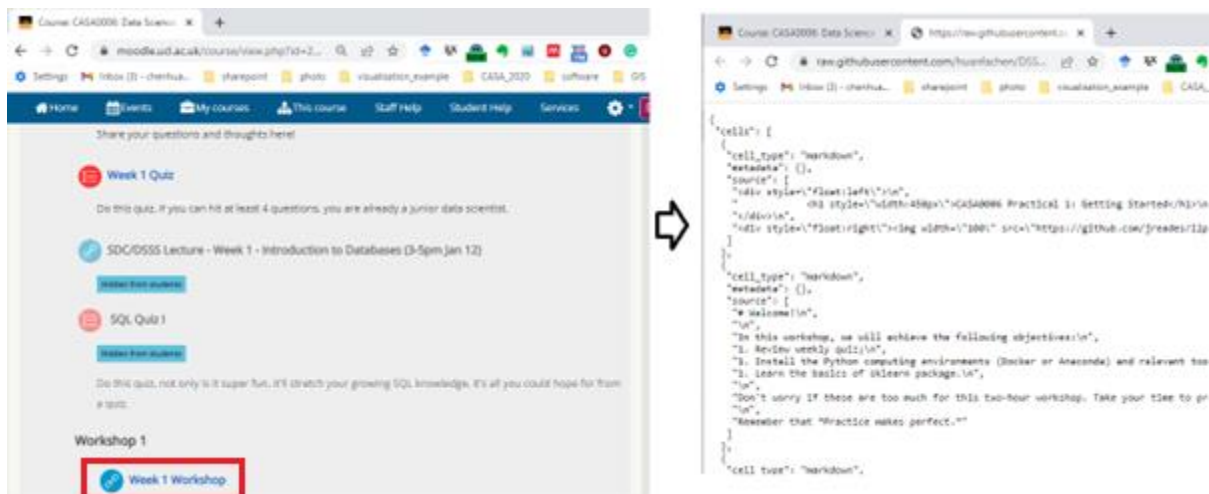 Course: CASA0006: Data Science
moodle.ucl.ac.uk/course/view.php?id=2...
Settings Inbox (3) - chenhua... sharepoint photo visualisation_example CASA_2020 software GIS
Home Events My courses This course Staff Help Student Help Services
Share your questions and thoughts here!
Week 1 Quiz
Do this quiz. If you can hit at least 4 questions, you are already a junior data scientist.
SDC/DSSS Lecture - Week 1 - Introduction to Databases (3-5pm Jan 12)
Hidden from students
SQL Quiz 1
Hidden from students
Do this quiz, not only is it super fun, it'll stretch your growing SQL knowledge, it's all you could hope for from
a quiz.
Workshop 1
Week 1 Workshop
Course: CASA0006: Data Science https://raw.githubusercontent.c
raw.githubusercontent.com/huanfachen/DSS...
Settings Inbox (3) - chenhua... sharepoint photo visualisation_example CASA_
{
"cells": [
{
"cell_type": "markdown",
"metadata": {},
"source": [
"<div style=\"float:left\">\n",
" <h1 style=\"width:450px\">CASA0006 Practical 1: Getting Started</h1>\n
"</div>\n",
"<div style=\"float:right\"><img width=\"100\" src=\"https://github.com/jreades/i2p
]
},
{
"cell_type": "markdown",
"metadata": {},
"source": [
"# Welcome!\n",
"\n",
"In this workshop, we will achieve the following objectives:\n",
"1. Review weekly quiz;\n",
"1. Install the Python computing environments (Docker or Anaconda) and relevant too
"1. Learn the basics of sklearn package.\n",
"\n",
"Don't worry if these are too much for this two-hour workshop. Take your time to pr
"\n",
"Remember that *Practice makes perfect.*"
]
},
{
"cell_type": "markdown",